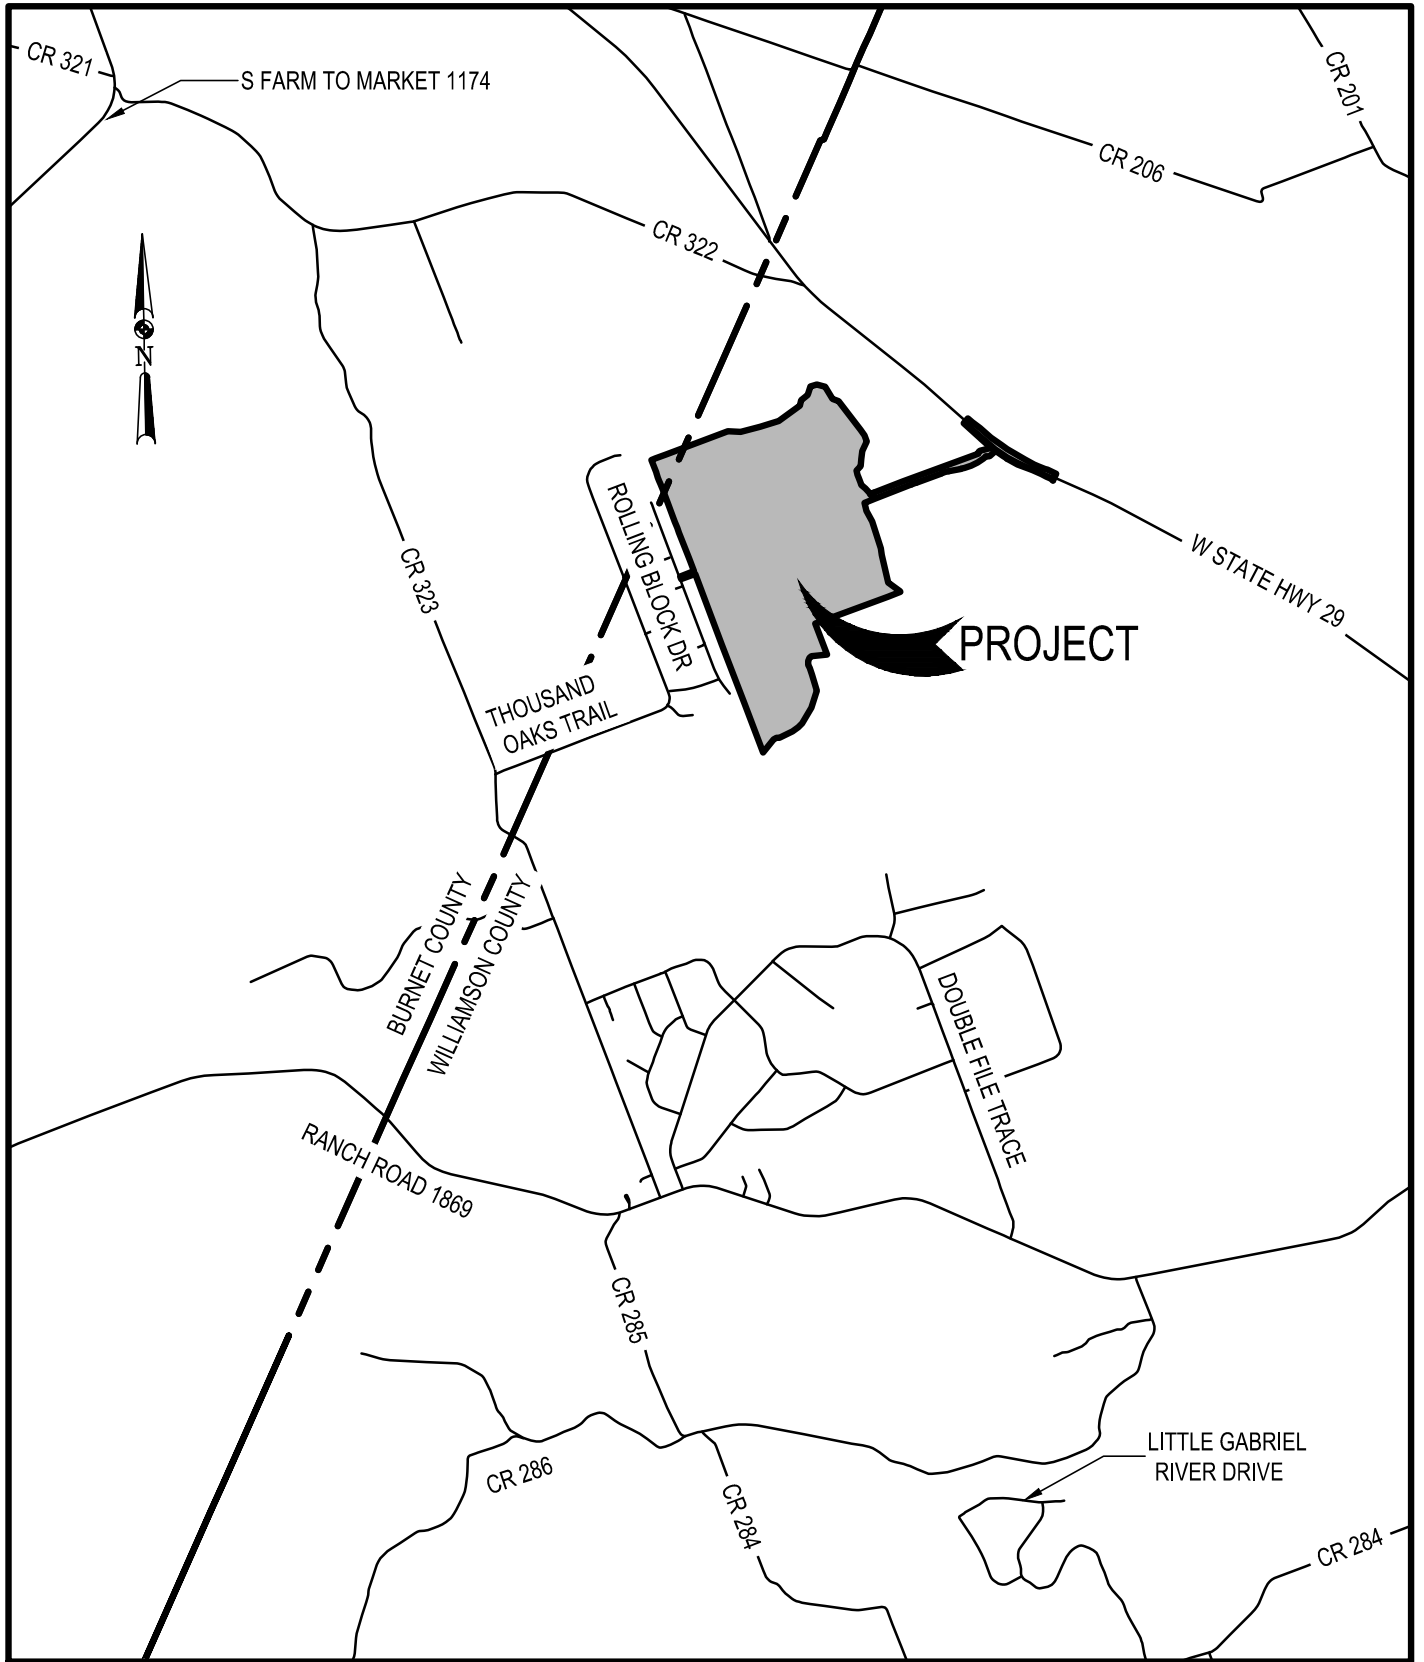 CR 321
S FARM TO MARKET 1174
CR 201
CR 206
CR 322
N
ROLLING BLOCK DR
CR 323
W STATE HWY 29
PROJECT
THOUSAND
OAKS TRAIL
BURNET COUNTY
WILLIAMSON COUNTY
DOUBLE FILE TRACE
RANCH ROAD 1869
CR 285
LITTLE GABRIEL
RIVER DRIVE
CR 286
CR 284
CR 284